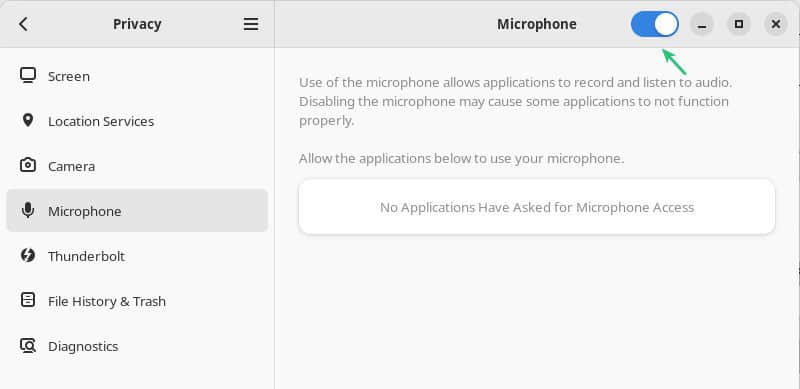 Privacy
Microphone
Screen
Location Services
Camera
Microphone
Thunderbolt
File History & Trash
Diagnostics
Use of the microphone allows applications to record and listen to audio.
Disabling the microphone may cause some applications to not function
properly.
Allow the applications below to use your microphone.
No Applications Have Asked for Microphone Access